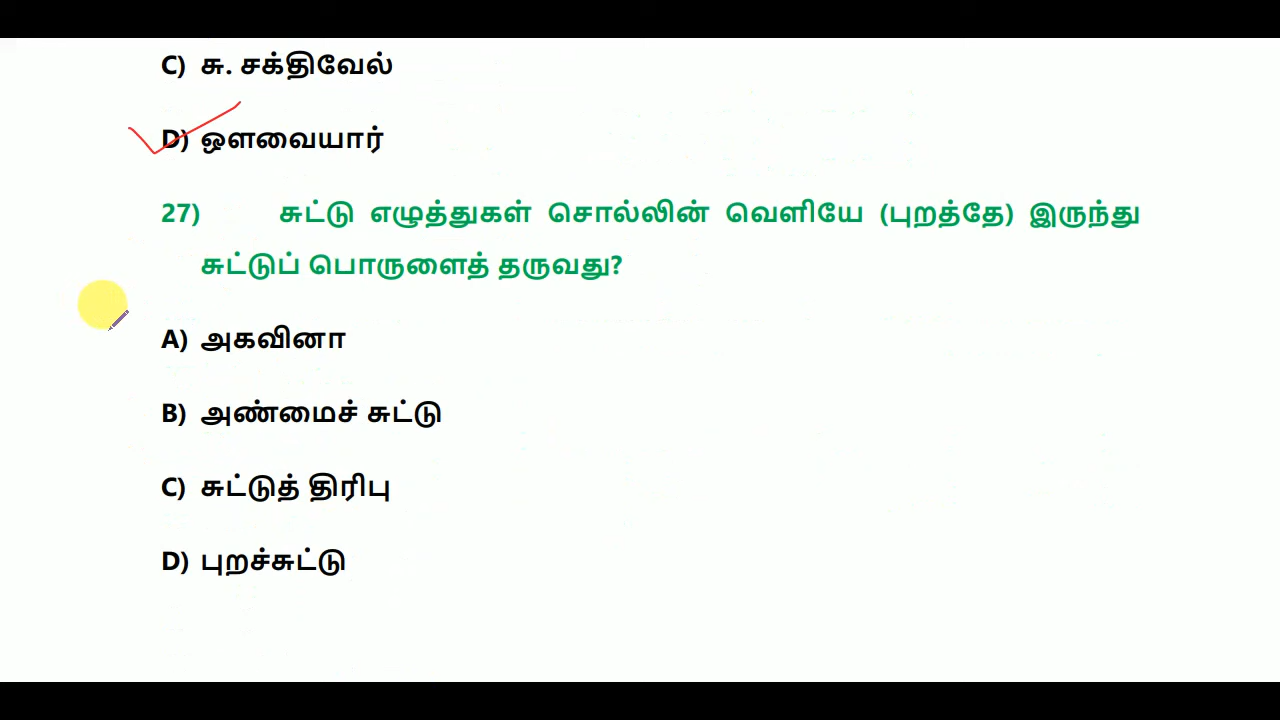 C) சு. சக்திவேல்
D) ஔவையார்
27) சுட்டு எழுத்துகள் சொல்லின் வெளியே (புறத்தே) இருந்து
சுட்டுப் பொருளைத் தருவது?
A) அகவினா
B) அண்மைச் சுட்டு
C) சுட்டுத் திரிபு
D) புறச்சுட்டு